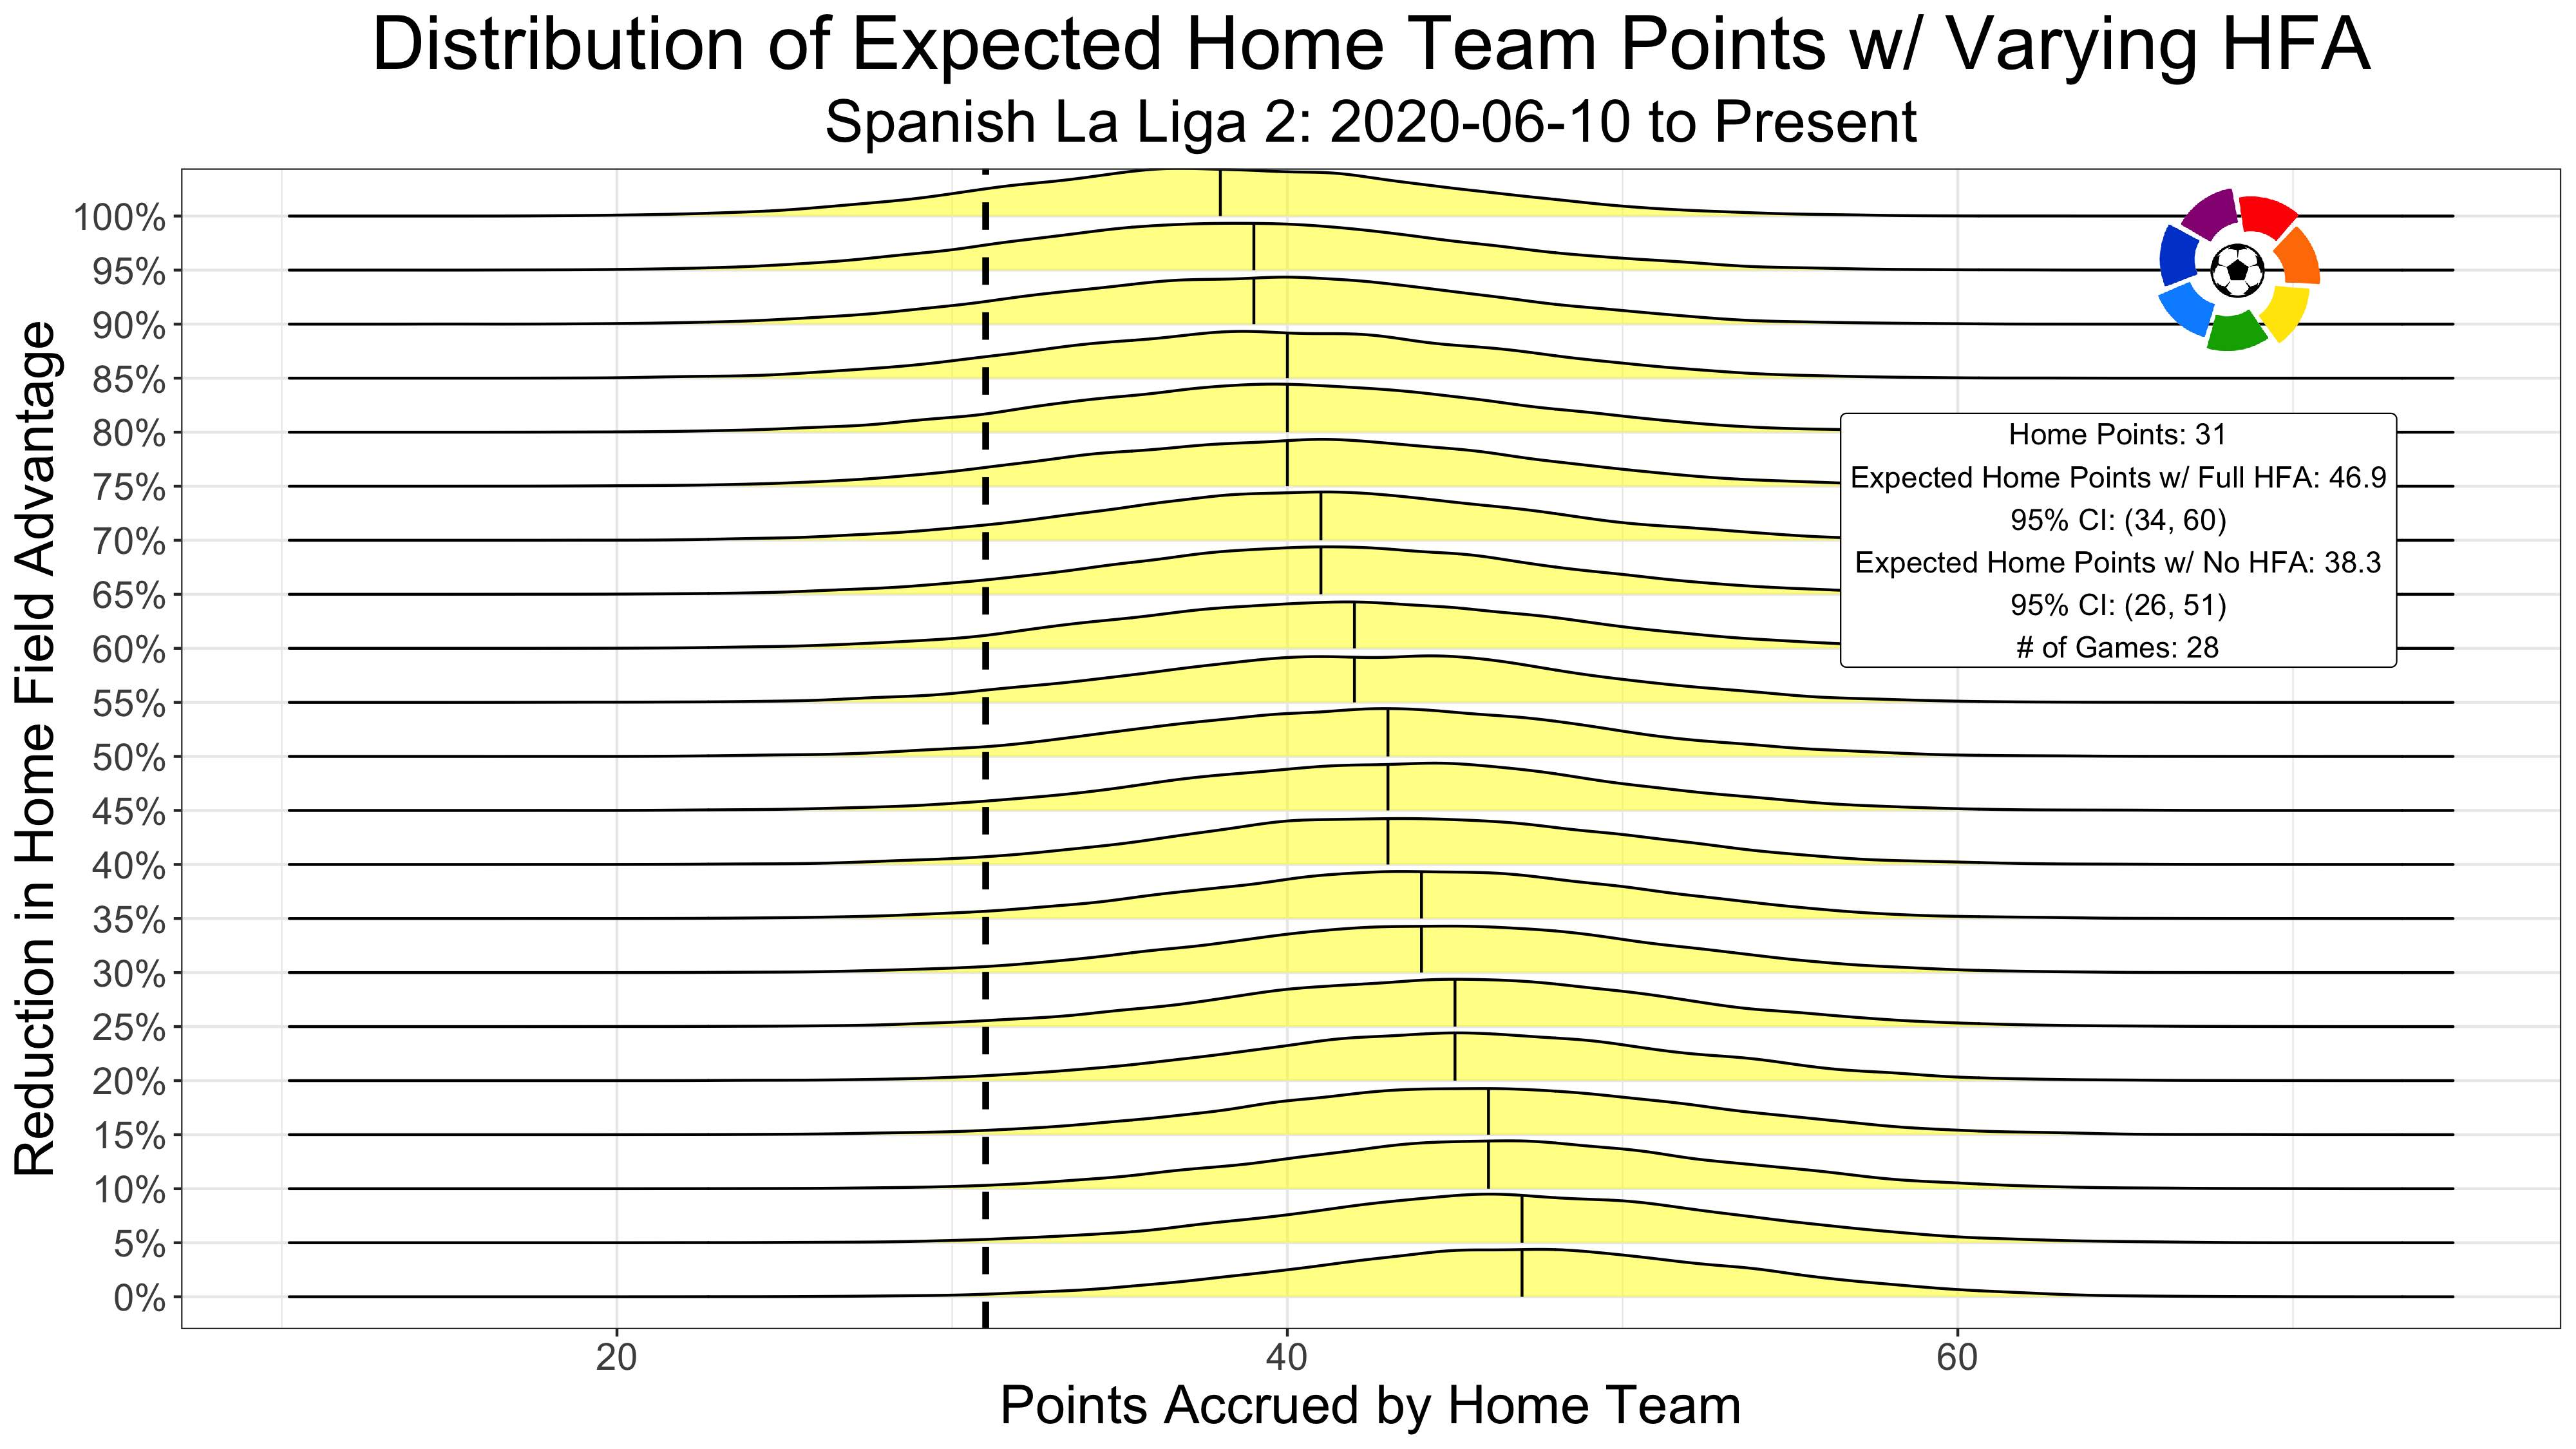 Distribution of Expected Home Team Points w/ Varying HFA
Spanish La Liga 2: 2020-06-10 to Present
Reduction in Home Field Advantage
100%
95%
90%
85%
80%
75%
70%
65%
60%
55%
50%
45%
40%
35%
30%
25%
20%
15%
10%
5%
0%
Home Points: 31
Expected Home Points w/ Full HFA: 46.9
95% CI: (34, 60)
Expected Home Points w/ No HFA: 38.3
95% CI: (26, 51)
# of Games: 28
20
40
60
Points Accrued by Home Team